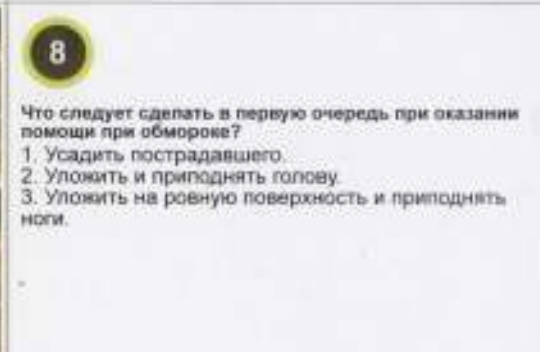 8
Что следует сделать в первую очередь при оказании
помощи при обмороке?
1. Усадить пострадавшего.
2. Уложить и приподнять голову.
3. Уложить на ровную поверхность и приподнять
ноги.